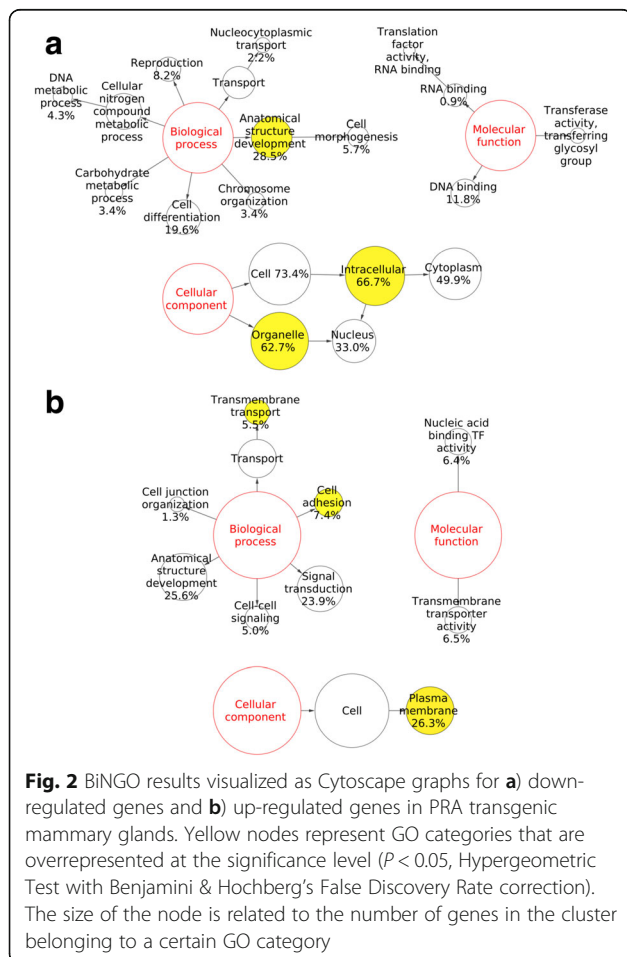 a
Nucleocytoplasmic
transport
2.2%
Reproduction
8.2%
Transport
DNA
metabolic
process
4.3%
Cellular
nitrogen
compound
metabolic
process
Biological
process
Anatomical
structure
development
28.5%
Cell
morphogenesis
5.7%
Carbohydrate
metabolic
process
3.4%
Cell
differentiation
19.6%
Chromosome
organization
3.4%
Translation
factor
activity,
RNA binding
RNA binding
0.9%
Molecular
function
Transferase
activity,
transferring
glycosyl
group
DNA binding
11.8%
Cellular
component
Cell 73.4%
Intracellular
66.7%
Cytoplasm
49.9%
Organelle
62.7%
Nucleus
33.0%
b
Transmembrane
transport
5.5%
Transport
Cell junction
organization
1.3%
Cell
adhesion
7.4%
Biological
process
Anatomical
structure
development
25.6%
Signal
transduction
23.9%
Cell-cell
signaling
5.0%
Nucleic acid
binding TF
activity
6.4%
Molecular
function
Transmembrane
transporter
activity
6.5%
Cellular
component
Cell
Plasma
membrane
26.3%
Fig. 2 BiNGO results visualized as Cytoscape graphs for a) down-
regulated genes and b) up-regulated genes in PRA transgenic
mammary glands. Yellow nodes represent GO categories that are
overrepresented at the significance level (P < 0.05, Hypergeometric
Test with Benjamini & Hochberg's False Discovery Rate correction).
The size of the node is related to the number of genes in the cluster
belonging to a certain GO category